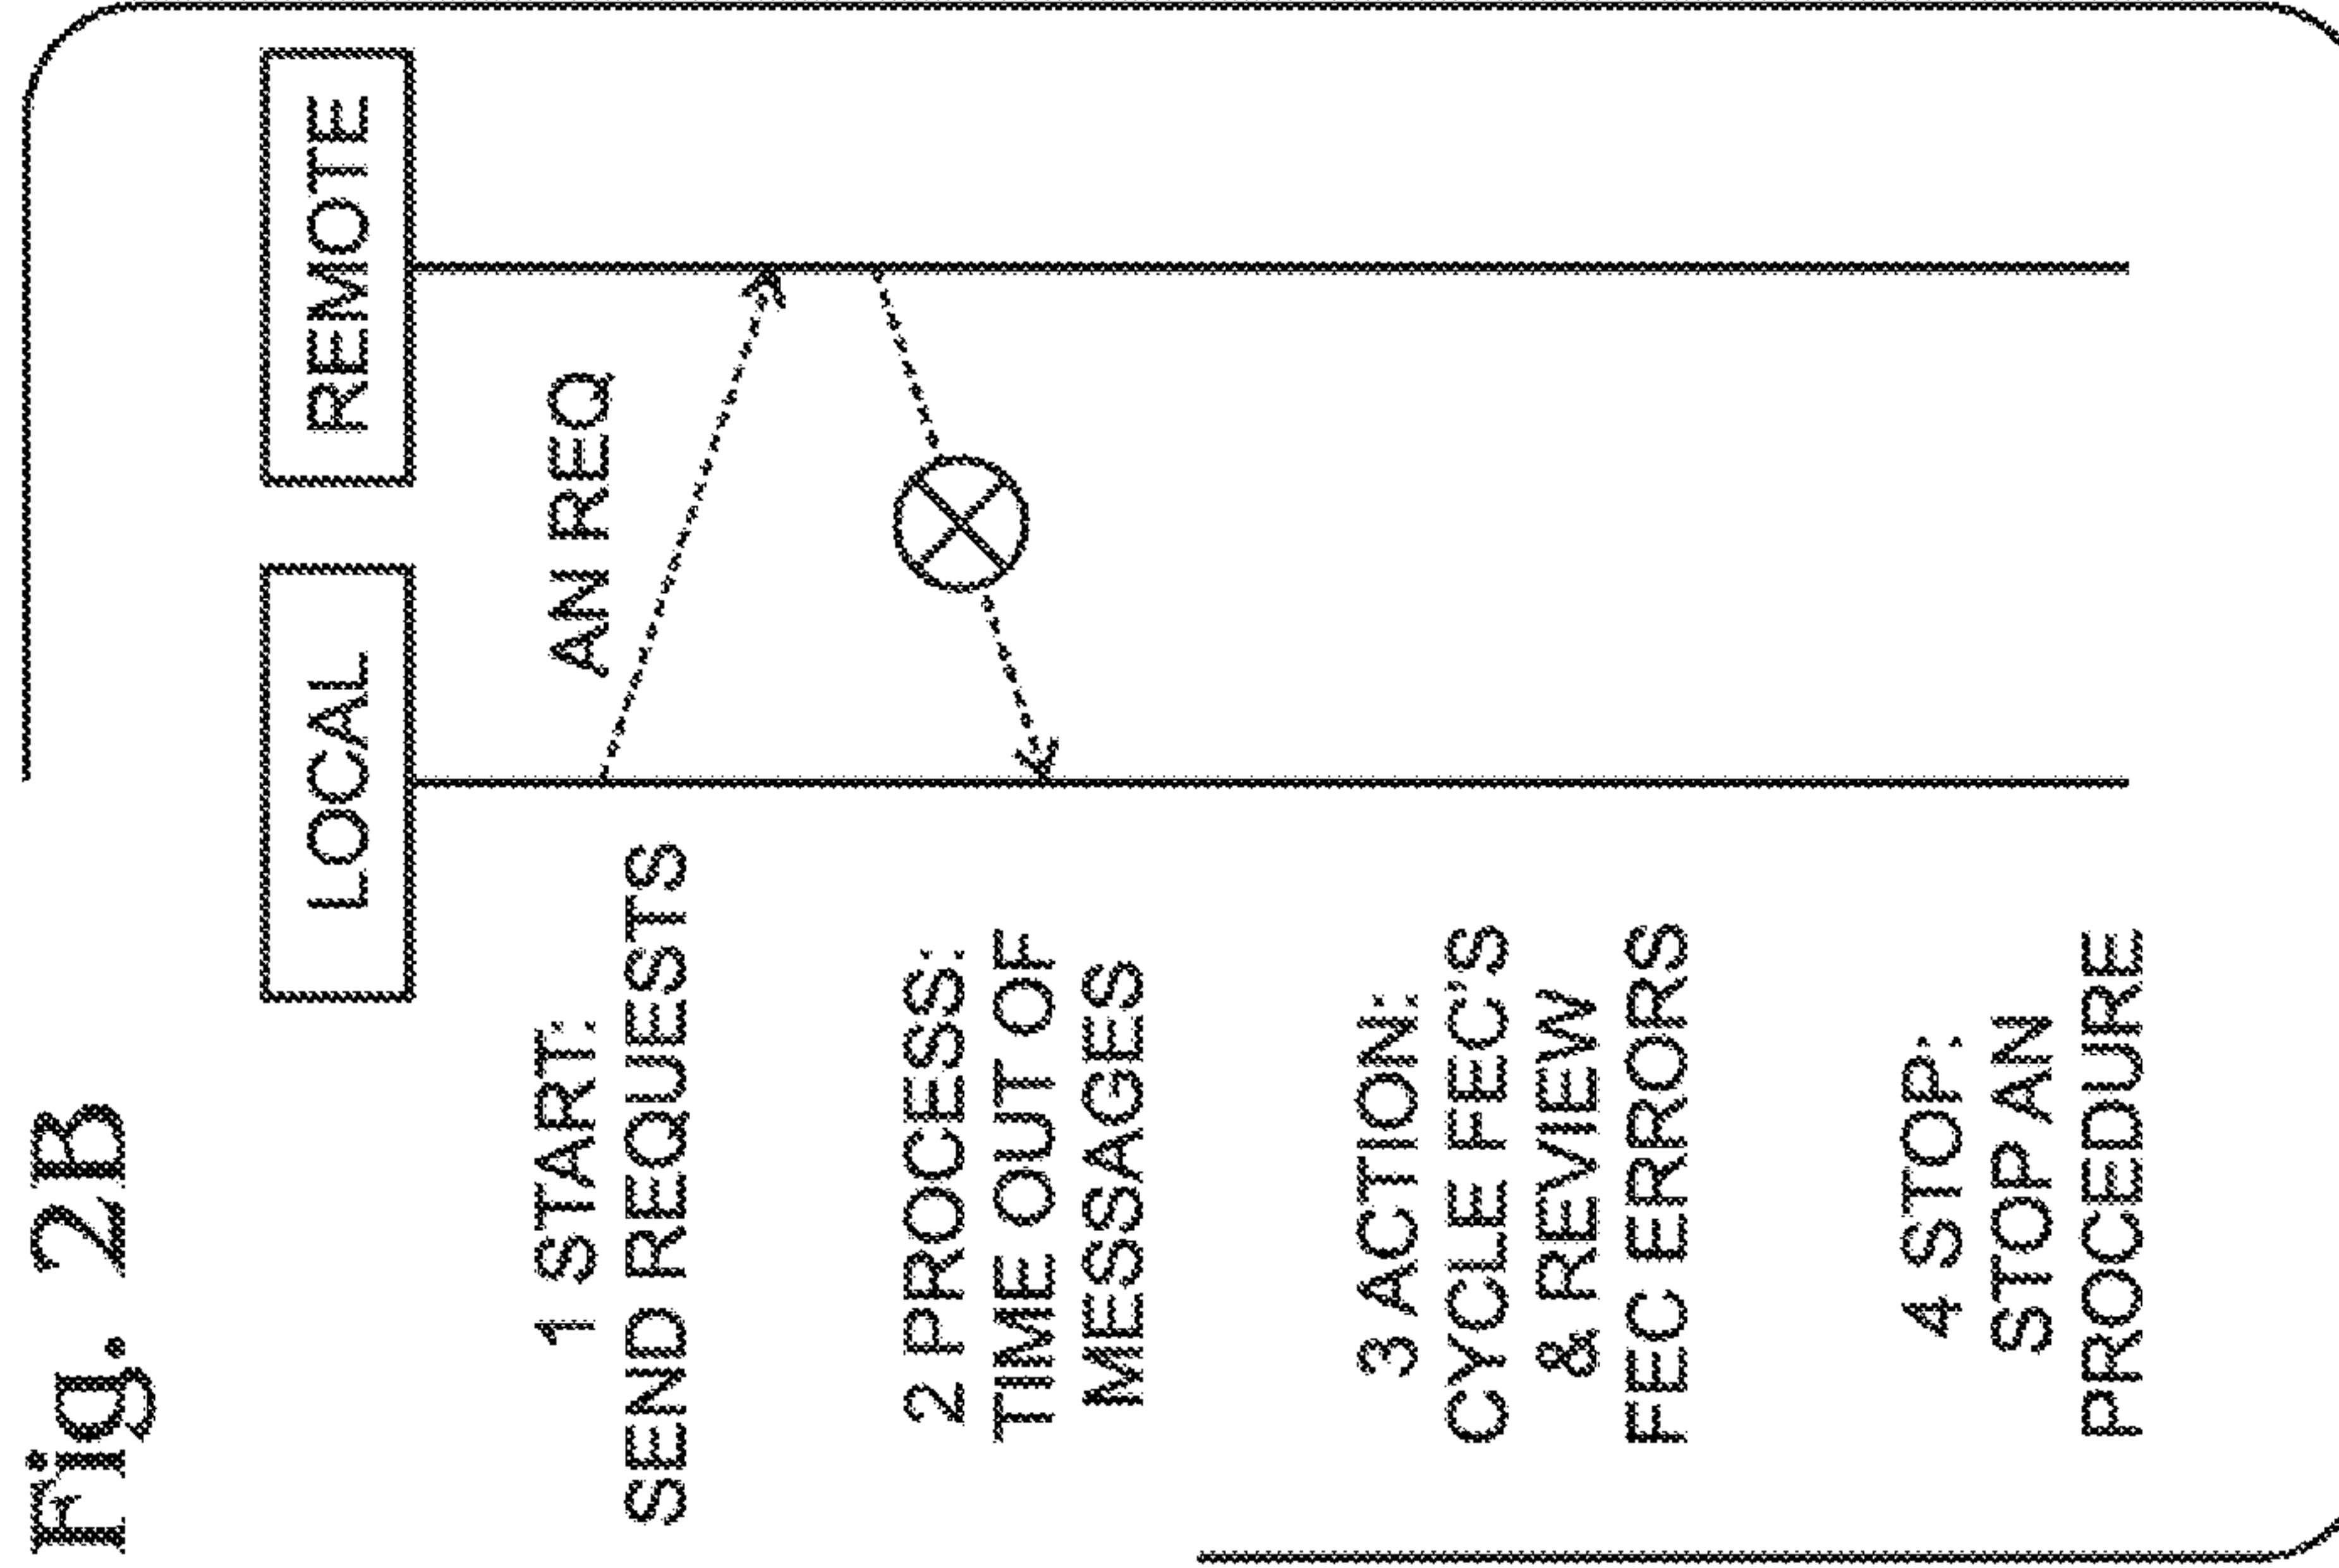 Fig. 2B
LOCAL
REMOTE
AN REQ
1 START:
SEND REQUESTS
2 PROCESS:
TIME OUT OF
MESSAGES
3 ACTION:
CYCLE FEC'S
& REVIEW
FEC ERRORS
4 STOP:
STOP AN
PROCEDURE